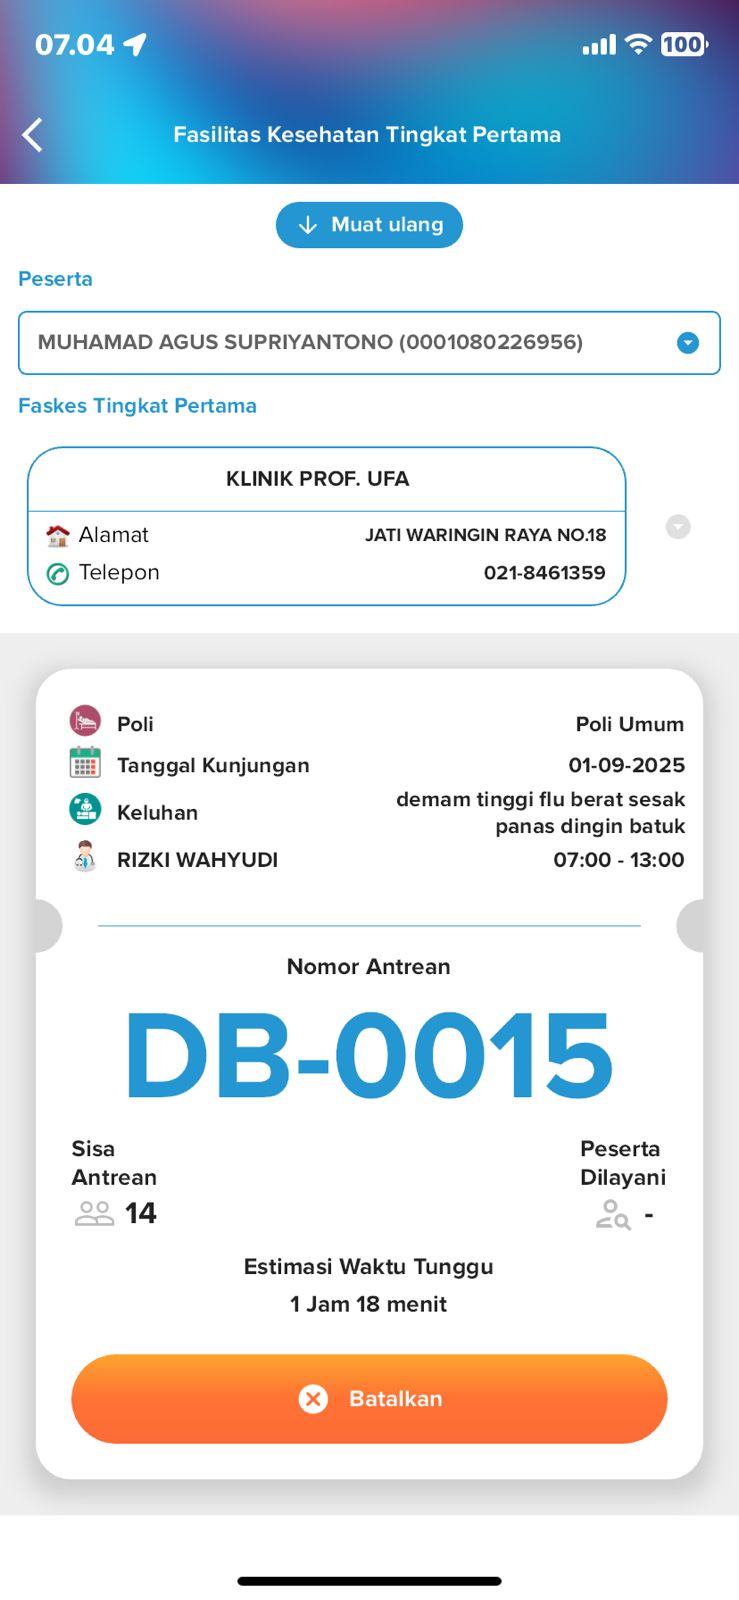 07.04
100
Fasilitas Kesehatan Tingkat Pertama
Muat ulang
Peserta
MUHAMAD AGUS SUPRIYANTONO (0001080226956)
Faskes Tingkat Pertama
KLINIK PROF. UFA
Alamat JATI WARINGIN RAYA NO.18
Telepon 021-8461359
Poli Poli Umum
Tanggal Kunjungan 01-09-2025
Keluhan demam tinggi flu berat sesak
panas dingin batuk
RIZKI WAHYUDI 07:00 - 13:00
Nomor Antrean
DB-0015
Sisa
Antrean
14
Peserta
Dilayani
-
Estimasi Waktu Tunggu
1 Jam 18 menit
Batalkan